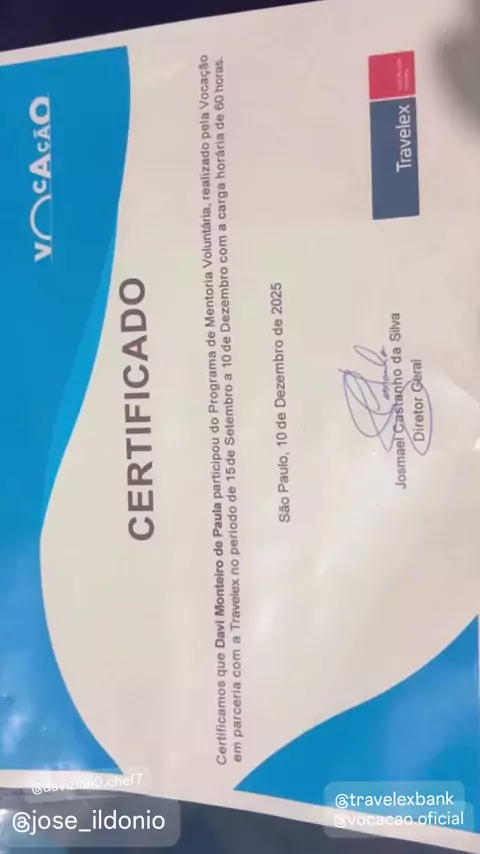 VOCAÇÃO
CERTIFICADO
Certificamos que Davi Monteiro de Paula participou do Programa de Mentoria Voluntária, realizado pela Vocação
em parceria com a Travelex no período de 15 de Setembro a 10 de Dezembro com a carga horária de 60 horas.
São Paulo, 10 de Dezembro de 2025
Josmael Castanho da Silva
Diretor Geral
Travelex
@jose_ildonio
@travelexbank
@vocacao.oficial